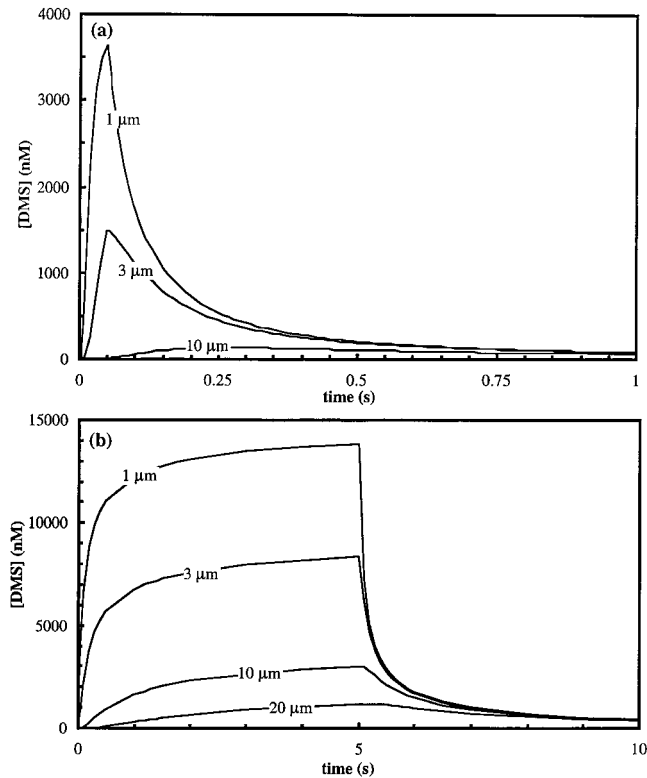 (a)
4000
3000
2000
1000
0
[DMS] (nM)
1 µm
3 µm
10 µm
0 0.25 0.5 0.75 1
time (s)
(b)
15000
10000
5000
0
[DMS] (nM)
1 µm
3 µm
10 µm
20 µm
0 5 10
time (s)